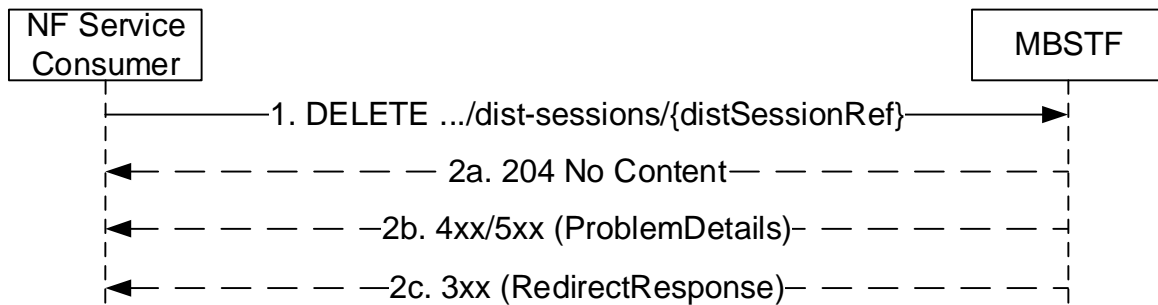 NF Service
Consumer
MBSTF
1. DELETE .../dist-sessions/{distSessionRef}
2a. 204 No Content
2b. 4xx/5xx (ProblemDetails)
2c. 3xx (RedirectResponse)